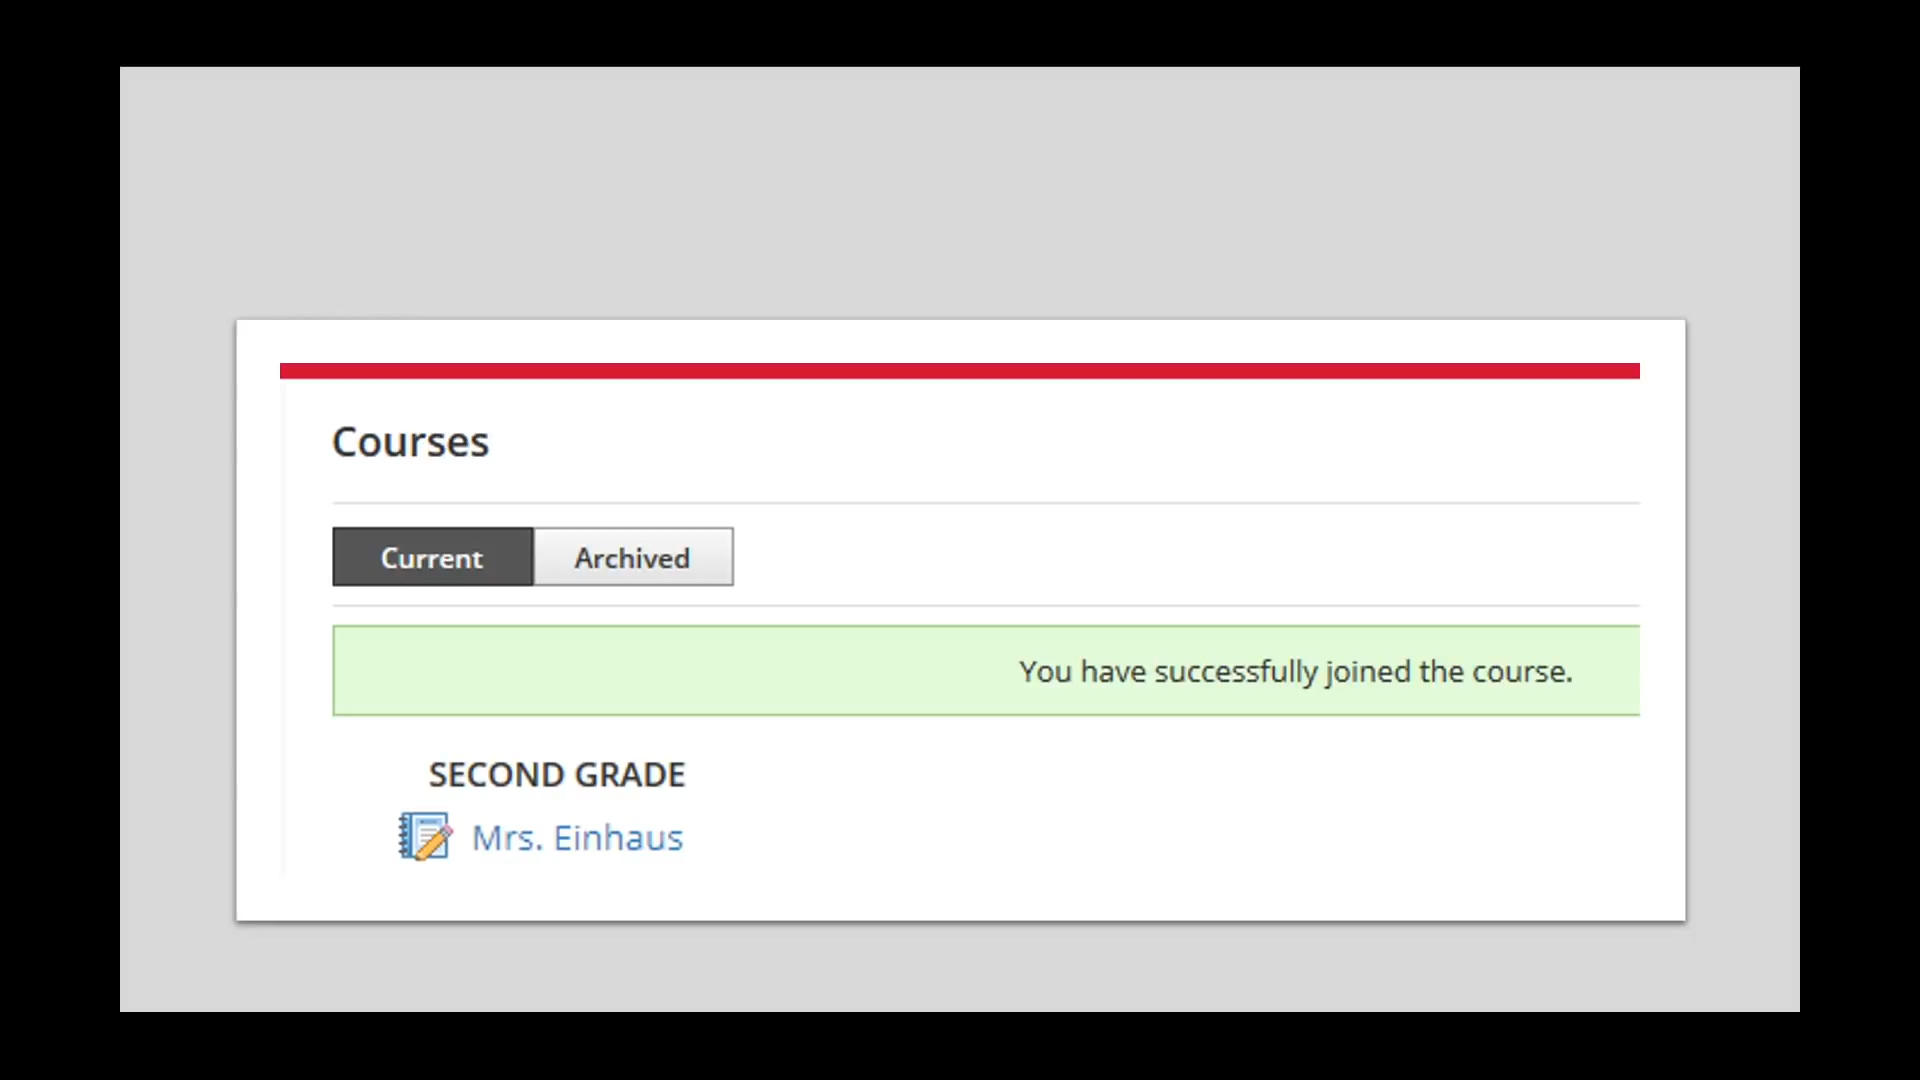 Courses
Current Archived
You have successfully joined the course.
SECOND GRADE
Mrs. Einhaus